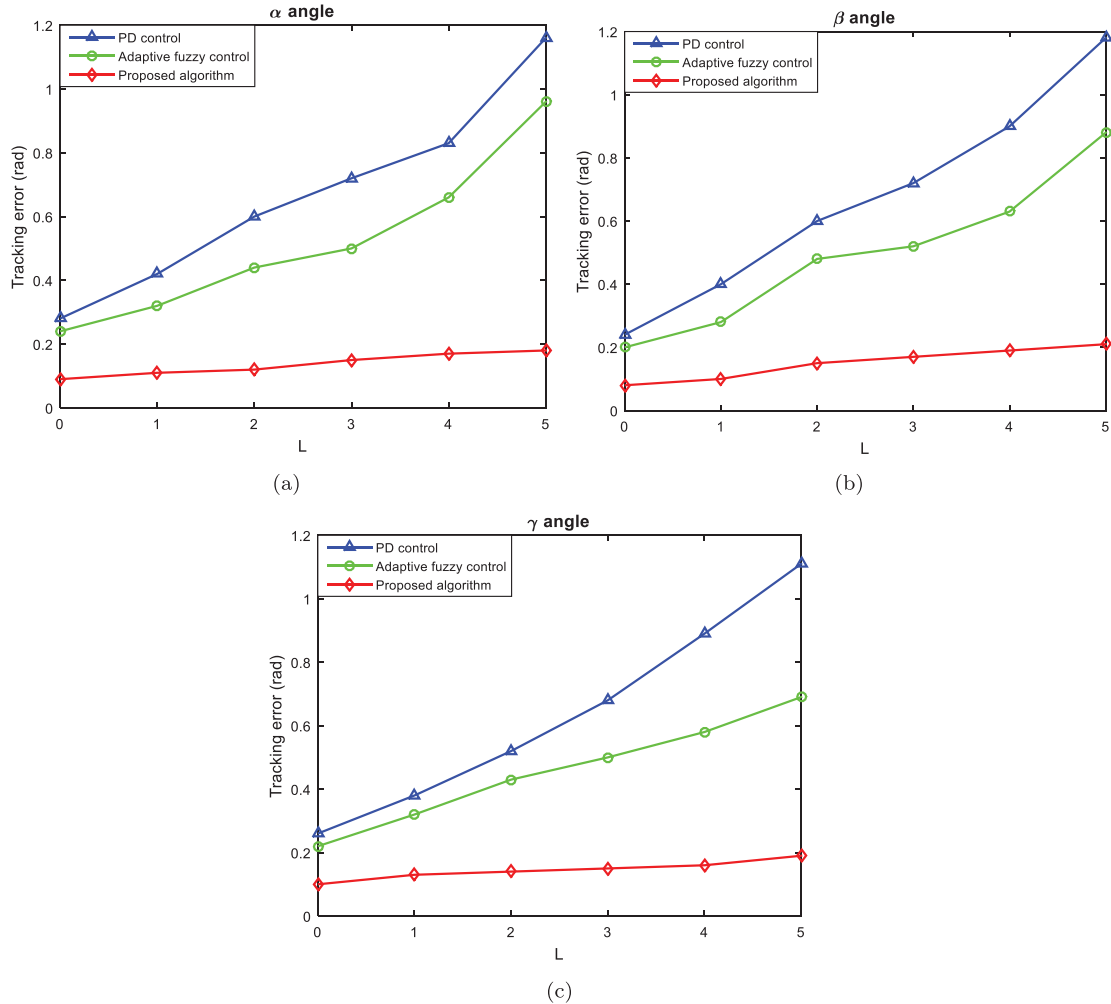 α angle
1.2
1
0.8
0.6
0.4
0.2
0
Tracking error (rad)
PD control
Adaptive fuzzy control
Proposed algorithm
0 1 2 3 4 5
L
(a)
β angle
1.2
1
0.8
0.6
0.4
0.2
0
Tracking error (rad)
PD control
Adaptive fuzzy control
Proposed algorithm
0 1 2 3 4 5
L
(b)
γ angle
1.2
1
0.8
0.6
0.4
0.2
0
Tracking error (rad)
PD control
Adaptive fuzzy control
Proposed algorithm
0 1 2 3 4 5
L
(c)